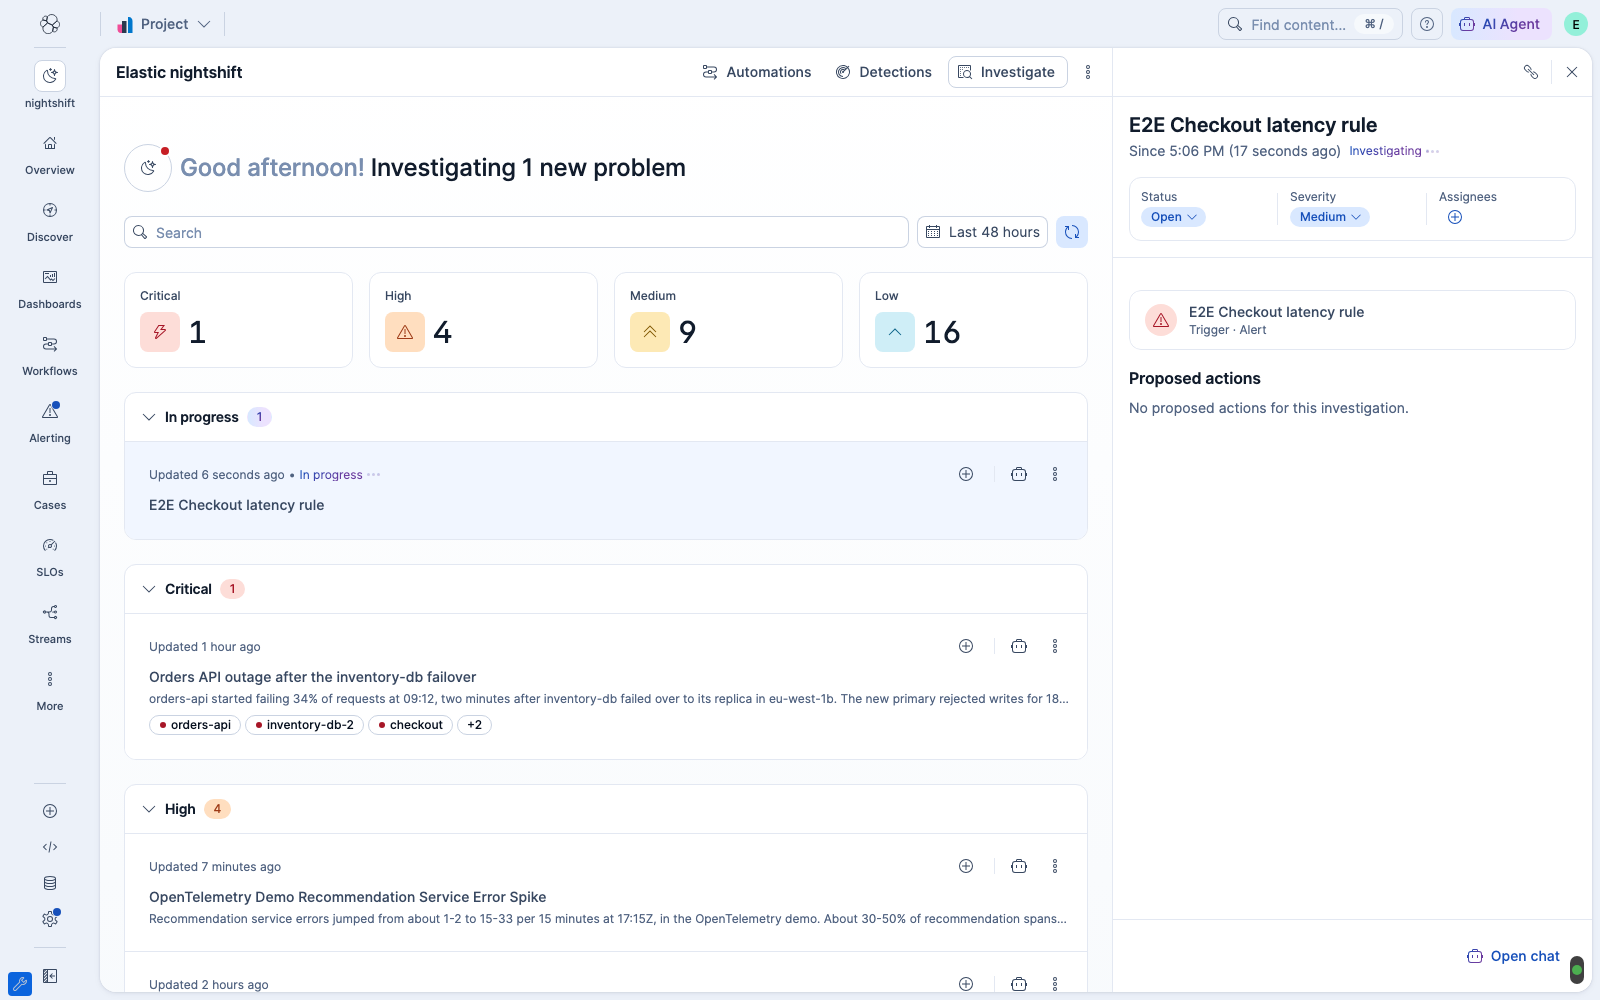 Project
Find content...
⌘ /
AI Agent
E
nightshift
Overview
Discover
Dashboards
Workflows
Alerting
Cases
SLOs
Streams
More
Elastic nightshift
Automations
Detections
Investigate
Good afternoon! Investigating 1 new problem
Search
Last 48 hours
Critical
1
High
4
Medium
9
Low
16
In progress 1
Updated 6 seconds ago • In progress
E2E Checkout latency rule
Critical 1
Updated 1 hour ago
Orders API outage after the inventory-db failover
orders-api started failing 34% of requests at 09:12, two minutes after inventory-db failed over to its replica in eu-west-1b. The new primary rejected writes for 18...
orders-api inventory-db-2 checkout +2
High 4
Updated 7 minutes ago
OpenTelemetry Demo Recommendation Service Error Spike
Recommendation service errors jumped from about 1-2 to 15-33 per 15 minutes at 17:15Z, in the OpenTelemetry demo. About 30-50% of recommendation spans...
Updated 2 hours ago
E2E Checkout latency rule
Since 5:06 PM (17 seconds ago) Investigating
Status
Open
Severity
Medium
Assignees
E2E Checkout latency rule
Trigger · Alert
Proposed actions
No proposed actions for this investigation.
Open chat